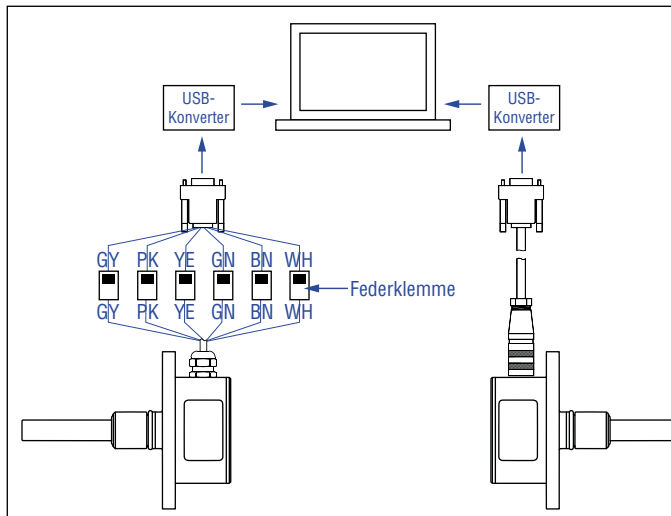 USB-
Konverter
USB-
Konverter
GY PK YE GN BN WH
Federklemme
GY PK YE GN BN WH